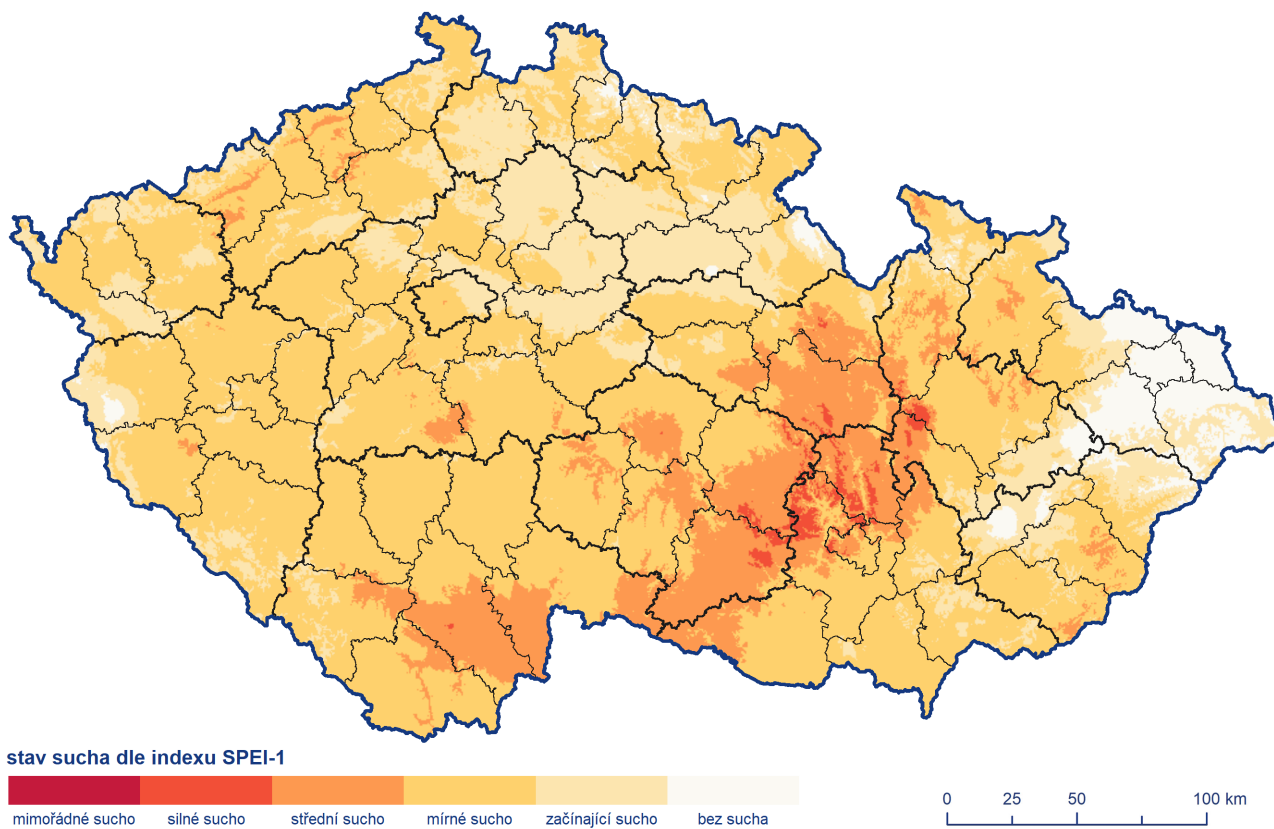 stav sucha dle indexu SPEI-1
mimořádné sucho silné sucho střední sucho mírné sucho začínající sucho bez sucha
0 25 50 100 km